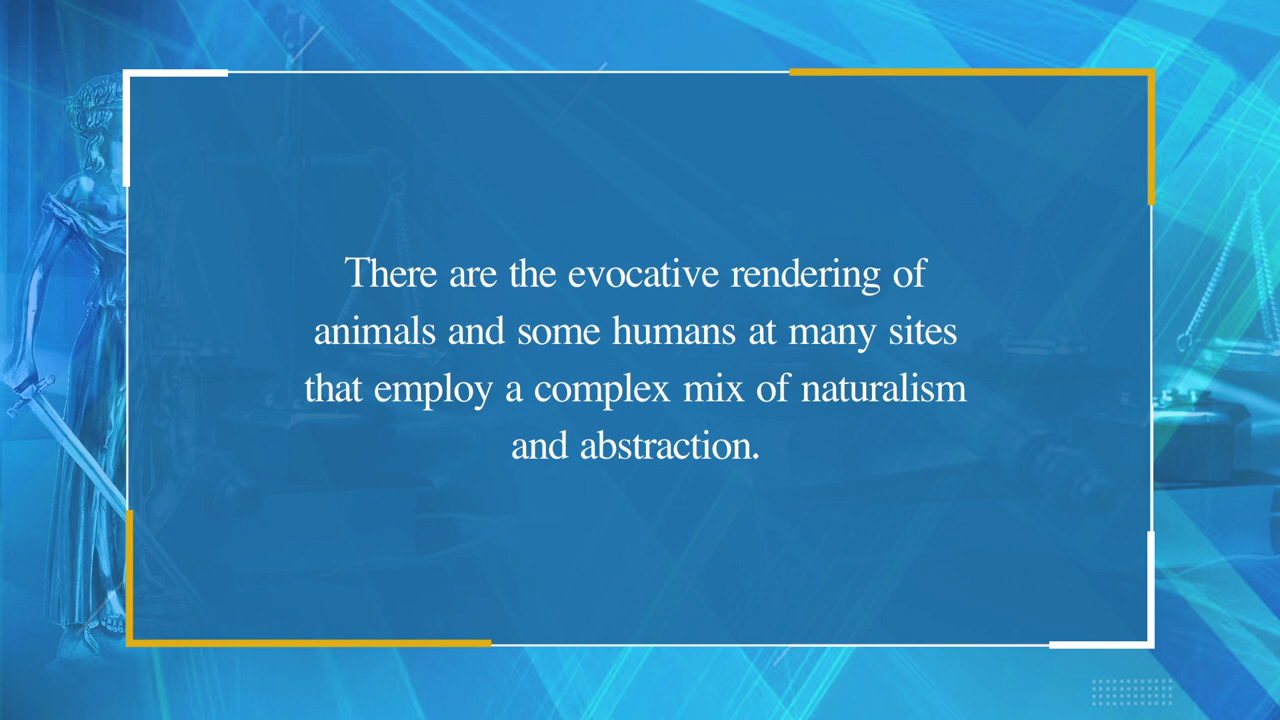 There are the evocative rendering of
animals and some humans at many sites
that employ a complex mix of naturalism
and abstraction.